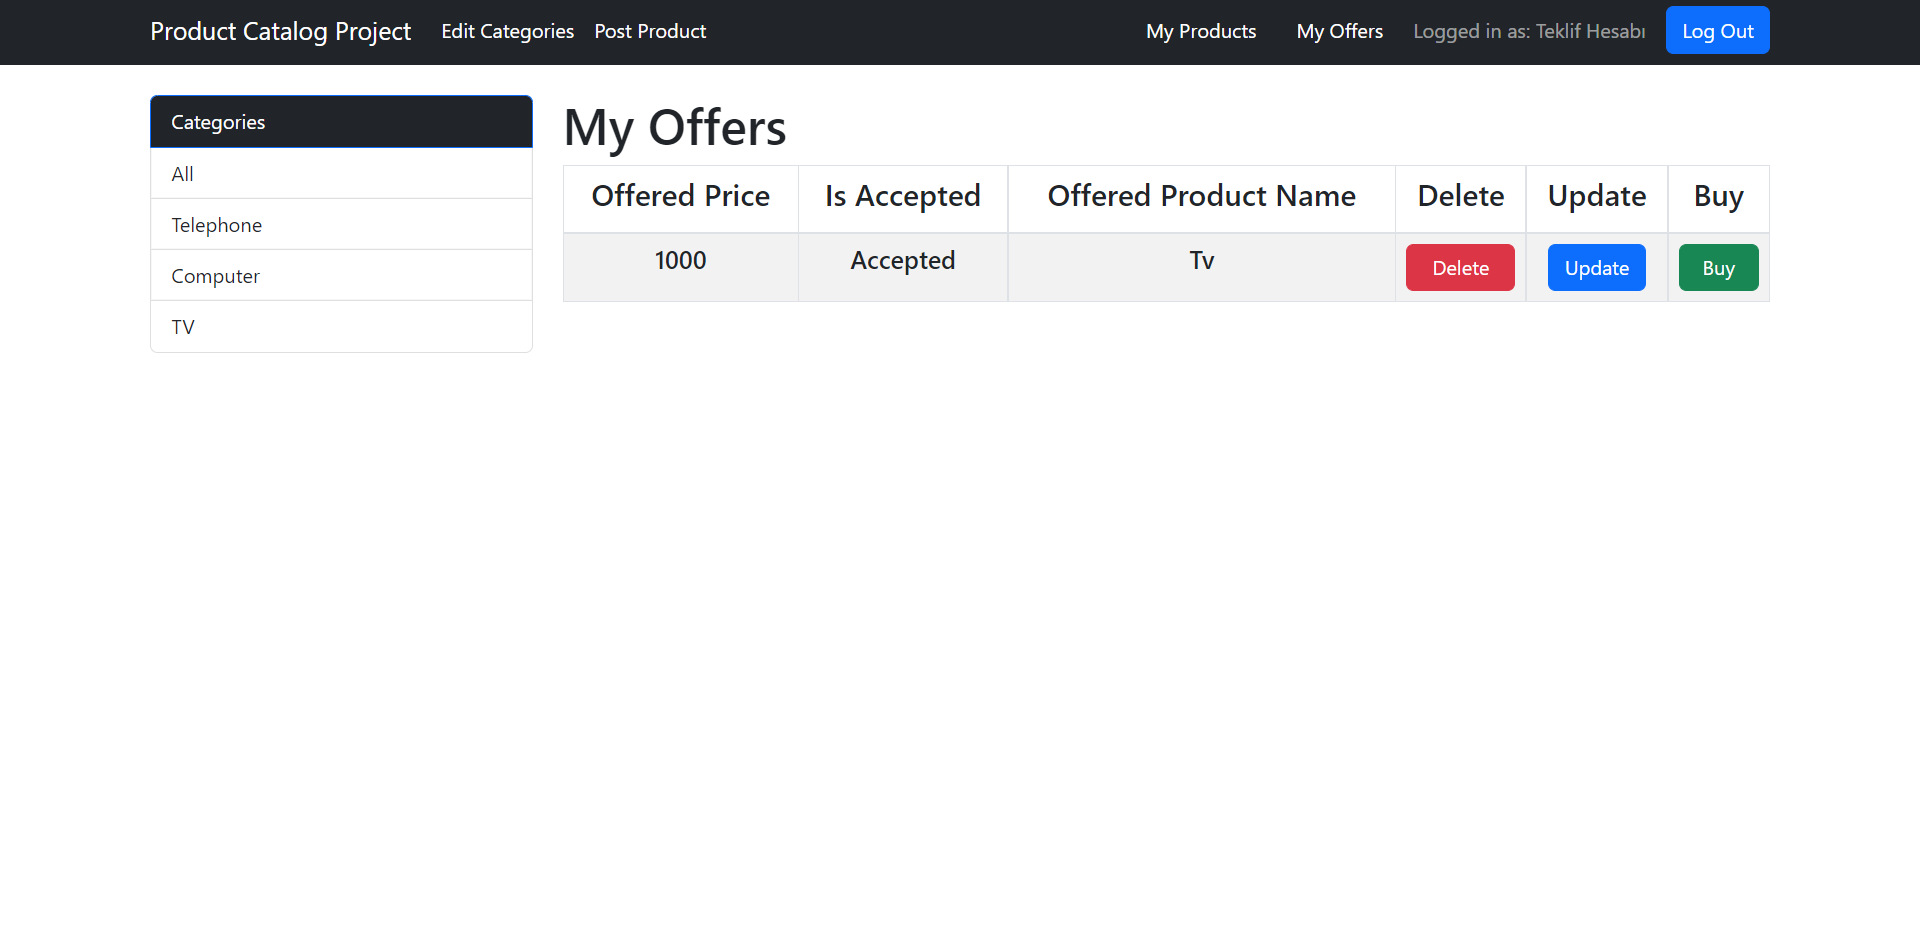 Product Catalog Project Edit Categories Post Product My Products My Offers Logged in as: Teklif Hesabı Log Out
Categories
All
Telephone
Computer
TV
My Offers
Offered Price Is Accepted Offered Product Name Delete Update Buy
1000 Accepted Tv Delete Update Buy